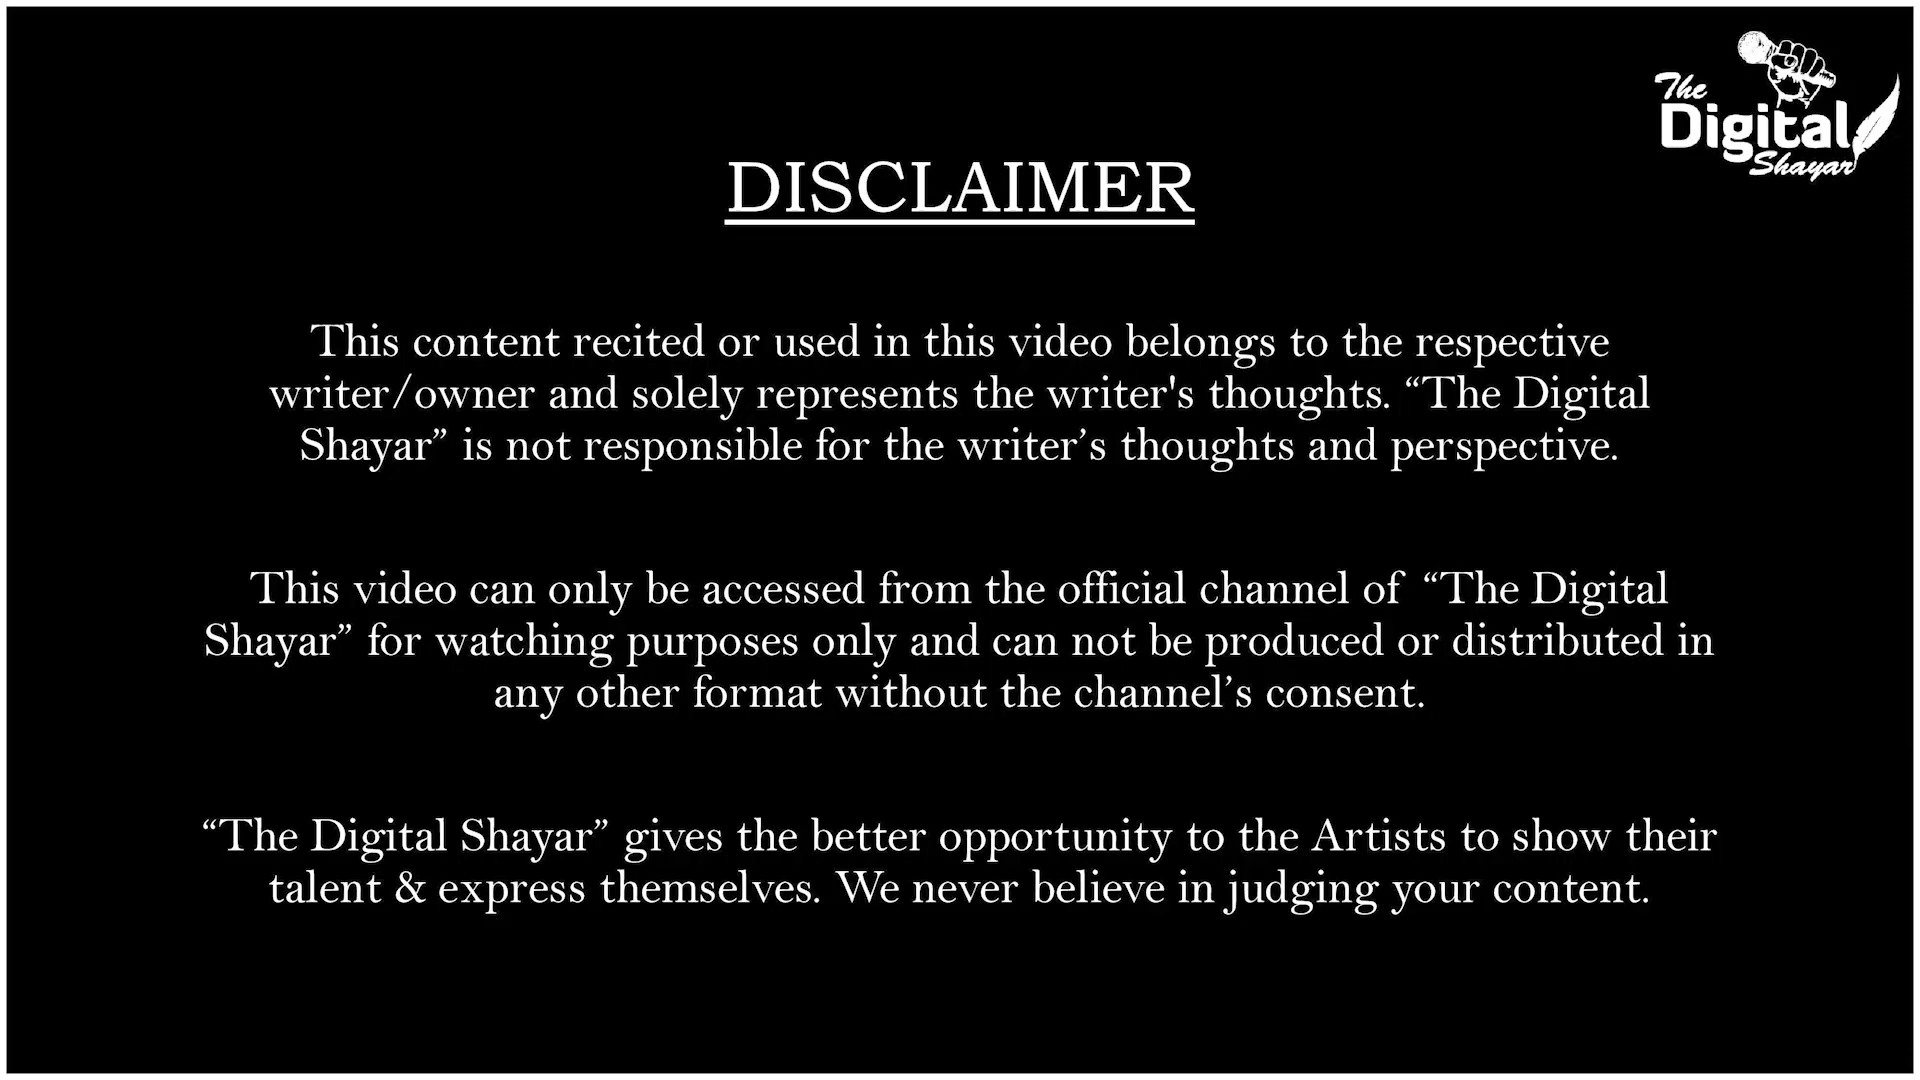 The
Digital
Shayar
DISCLAIMER
This content recited or used in this video belongs to the respective
writer/owner and solely represents the writer's thoughts. “The Digital
Shayar” is not responsible for the writer’s thoughts and perspective.
This video can only be accessed from the official channel of “The Digital
Shayar” for watching purposes only and can not be produced or distributed in
any other format without the channel’s consent.
“The Digital Shayar” gives the better opportunity to the Artists to show their
talent & express themselves. We never believe in judging your content.